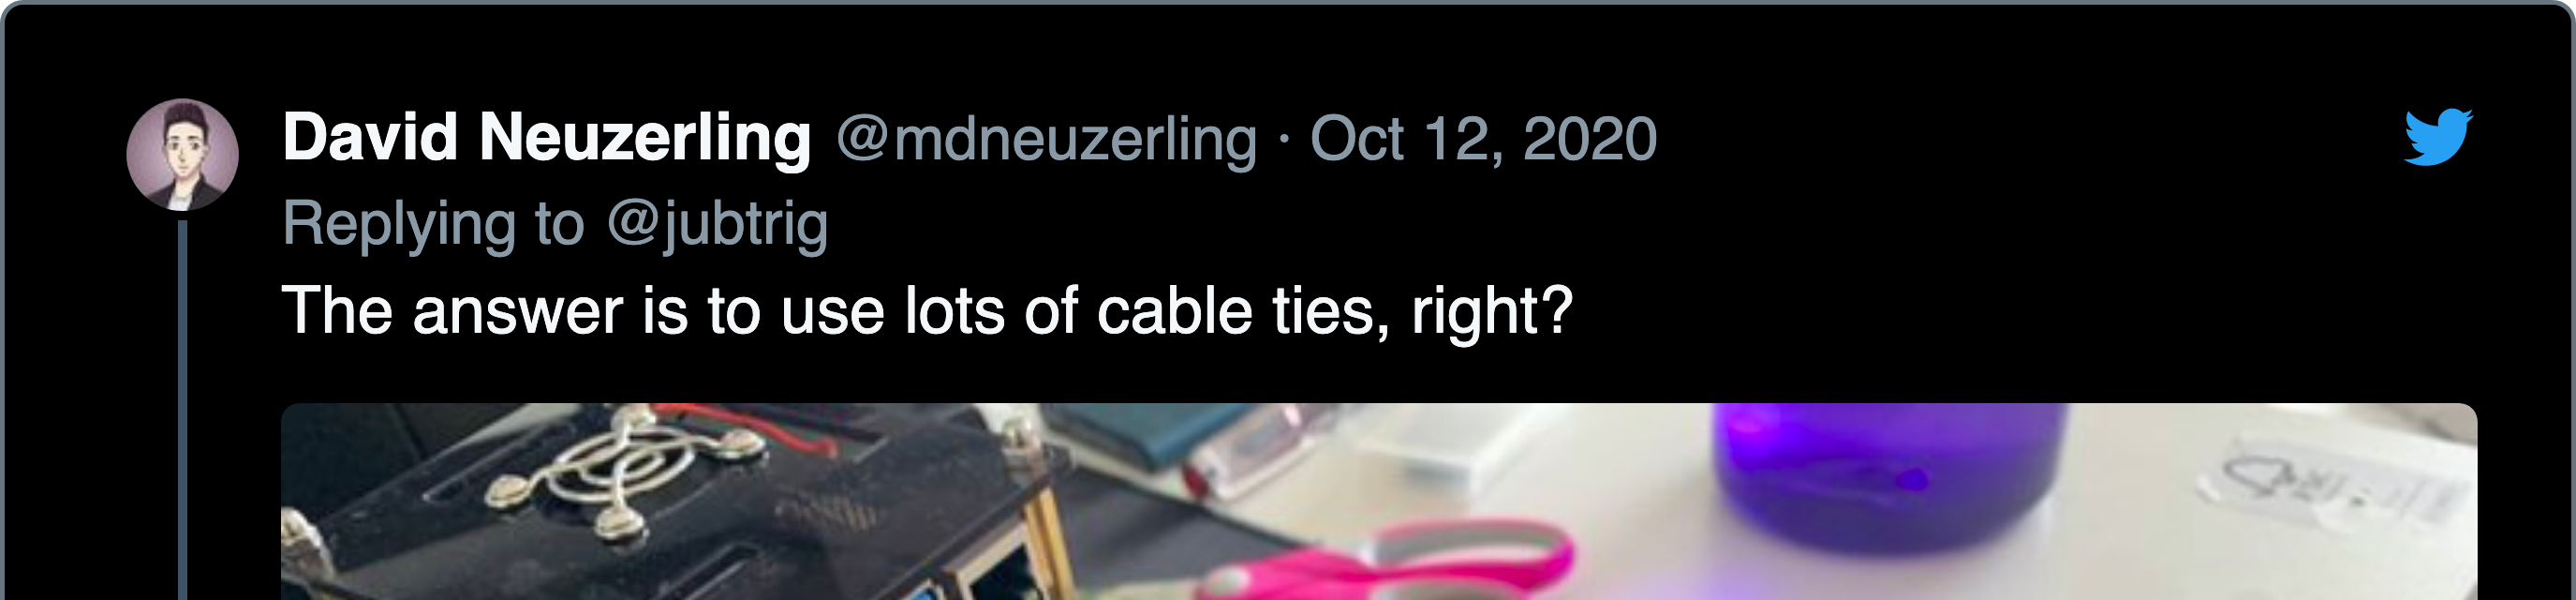 David Neuzerling @mdneuzerling · Oct 12, 2020
Replying to @jubtrig
The answer is to use lots of cable ties, right?